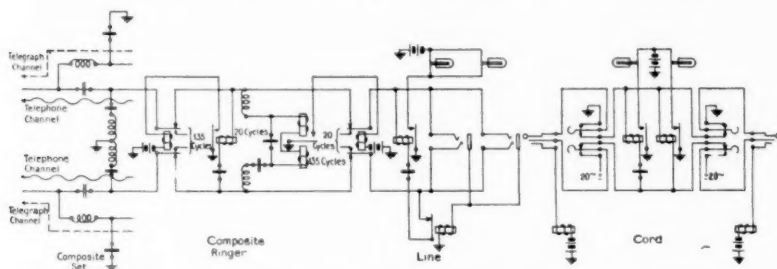 Telegraph
Channel
Telephone
Channel
Telephone
Channel
Telegraph
Channel
Composite
Set
135
Cycles
20 Cycles
20
Cycles
135 Cycles
Composite
Ringer
Line
20~
20~
Cord